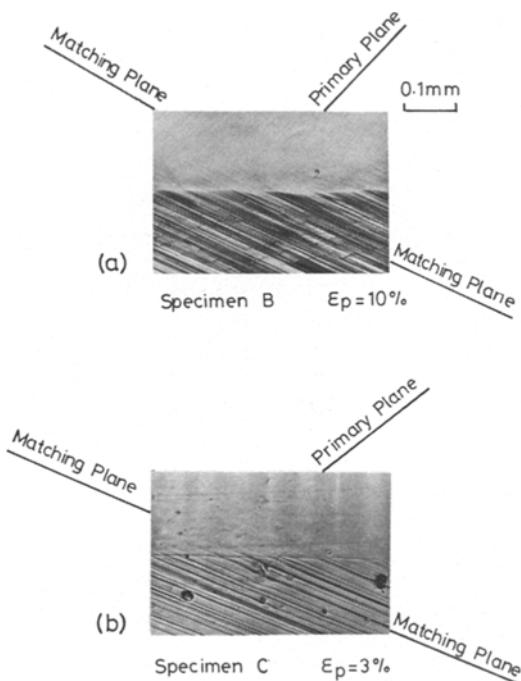 Matching Plane
Primary Plane
0.1mm
(a)
Matching Plane
Specimen B εp=10%
Matching Plane
Primary Plane
(b)
Matching Plane
Specimen C εp=3%